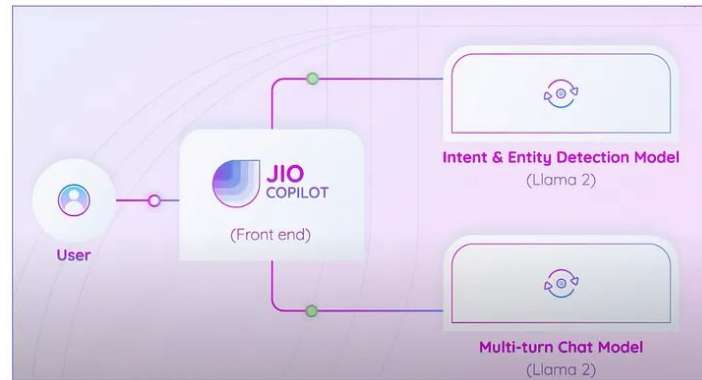 User
JIO
COPILOT
(Front end)
Intent & Entity Detection Model
(Llama 2)
Multi-turn Chat Model
(Llama 2)